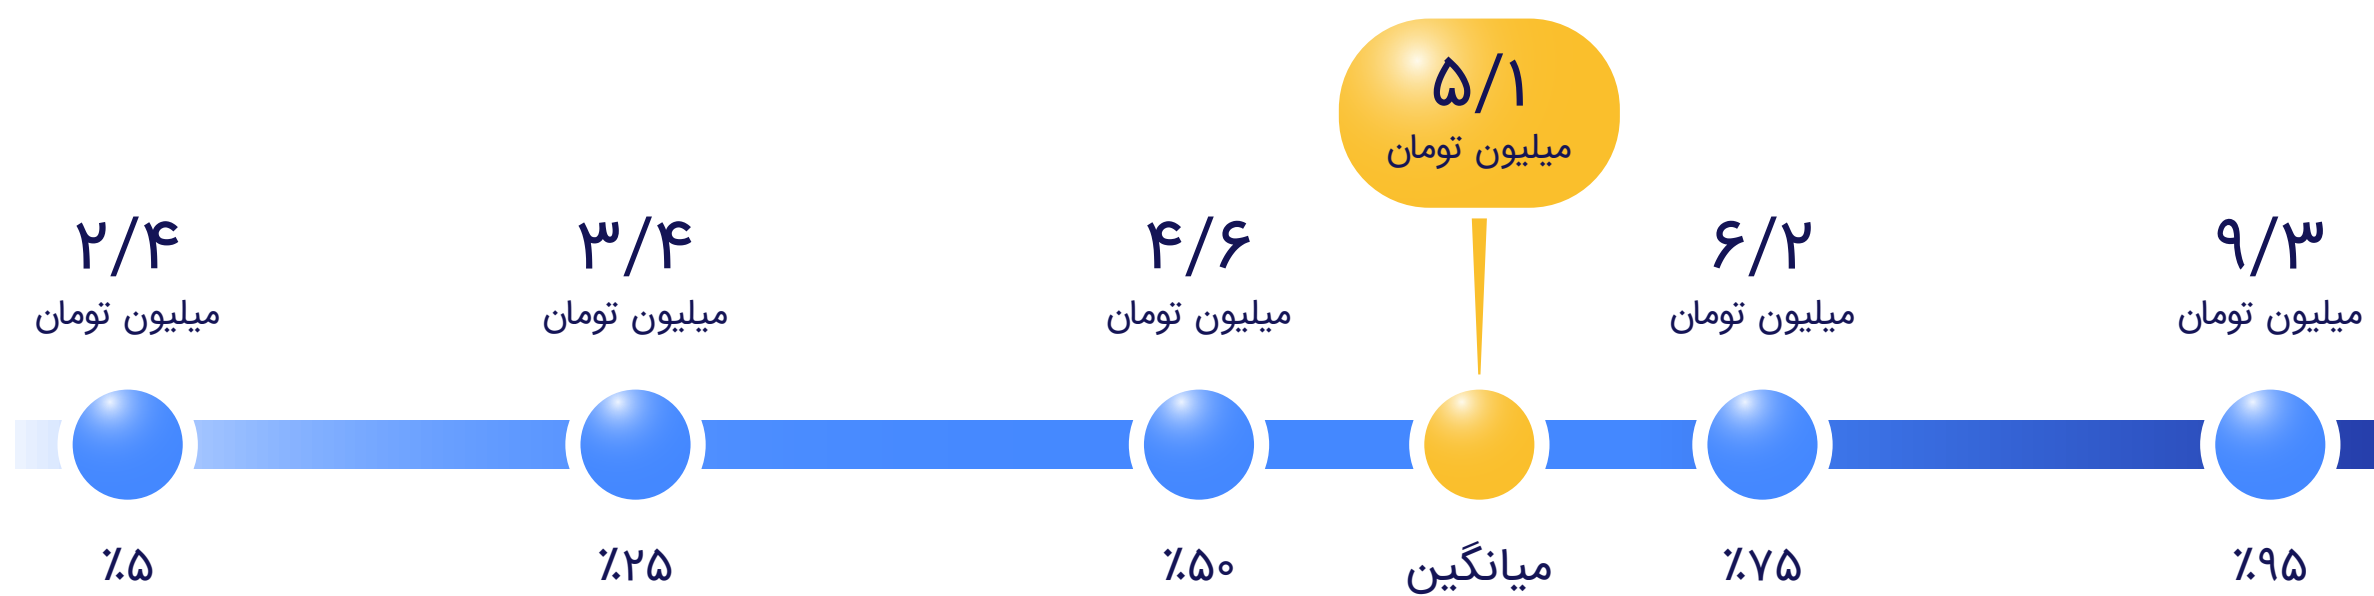 ۵/۱
میلیون تومان
۲/۴
میلیون تومان
۳/۴
میلیون تومان
۴/۶
میلیون تومان
۶/۲
میلیون تومان
۹/۳
میلیون تومان
٪۵
٪۲۵
٪۵۰
میانگین
٪۷۵
٪۹۵